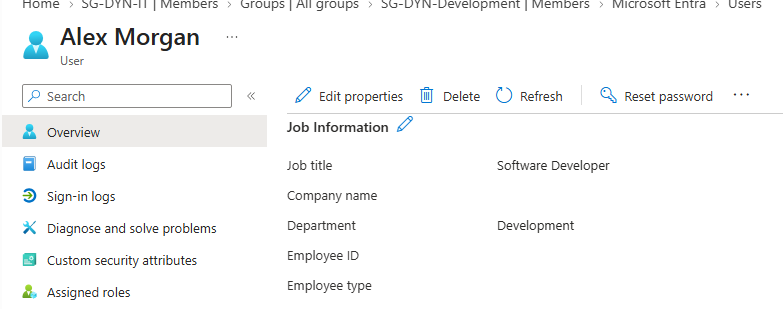 Home > SG-DYN-IT | Members > Groups | All groups > SG-DYN-Development | Members > Microsoft Entra > Users
Alex Morgan ...
User
Search «
Edit properties Delete Refresh Reset password ...
Job Information
Overview
Audit logs
Sign-in logs
Diagnose and solve problems
Custom security attributes
Assigned roles
Job title Software Developer
Company name
Department Development
Employee ID
Employee type